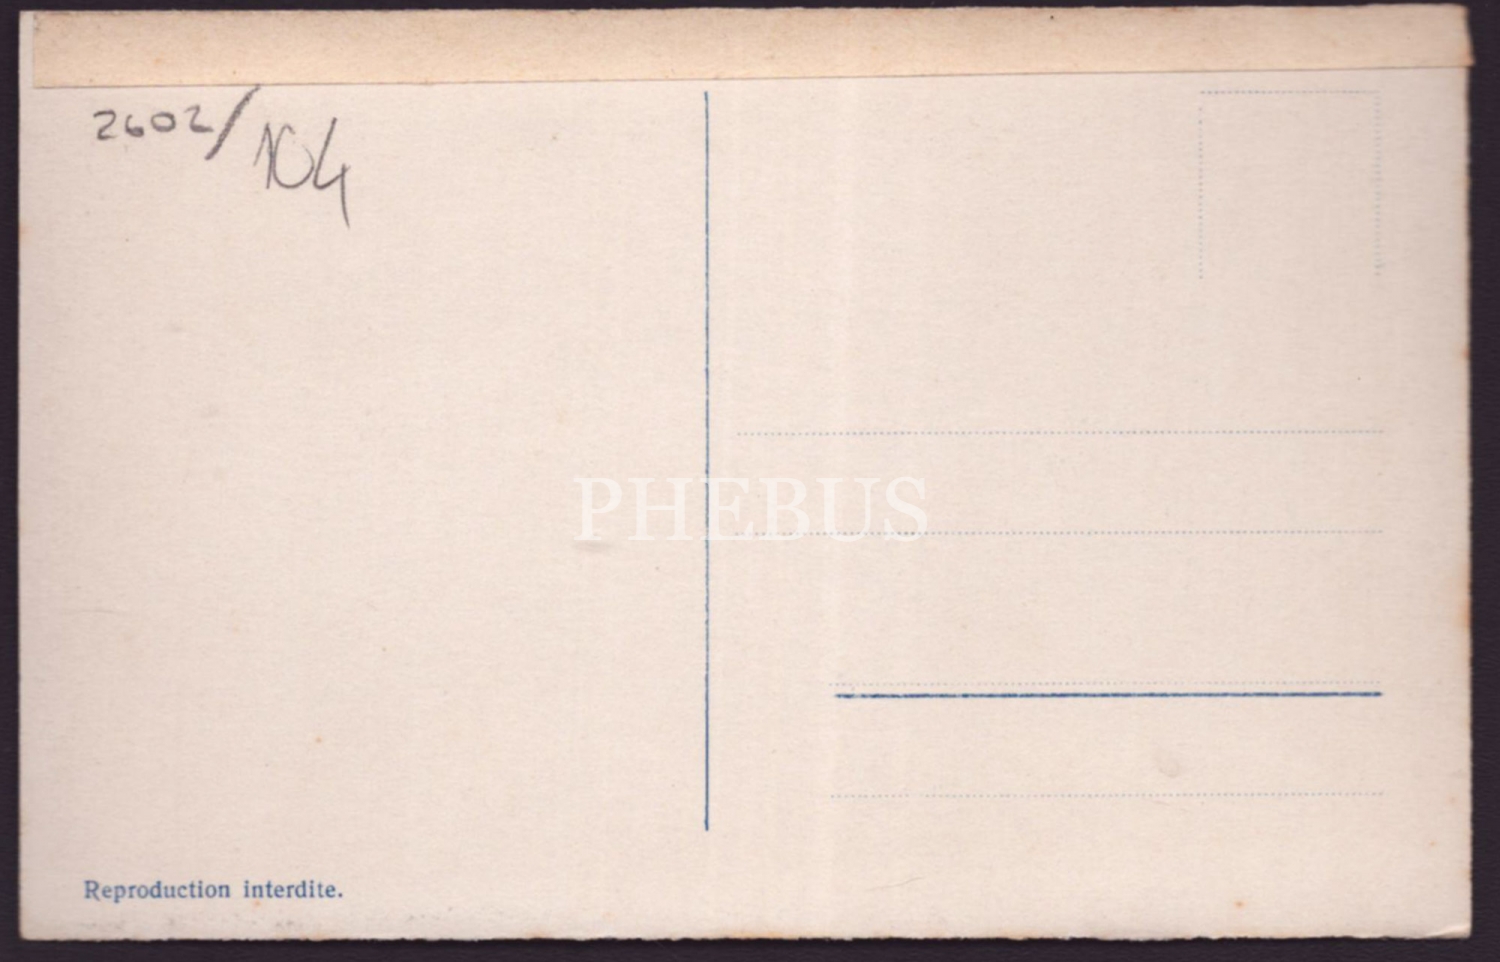 2602/104
PHEBUS
Reproduction interdite.